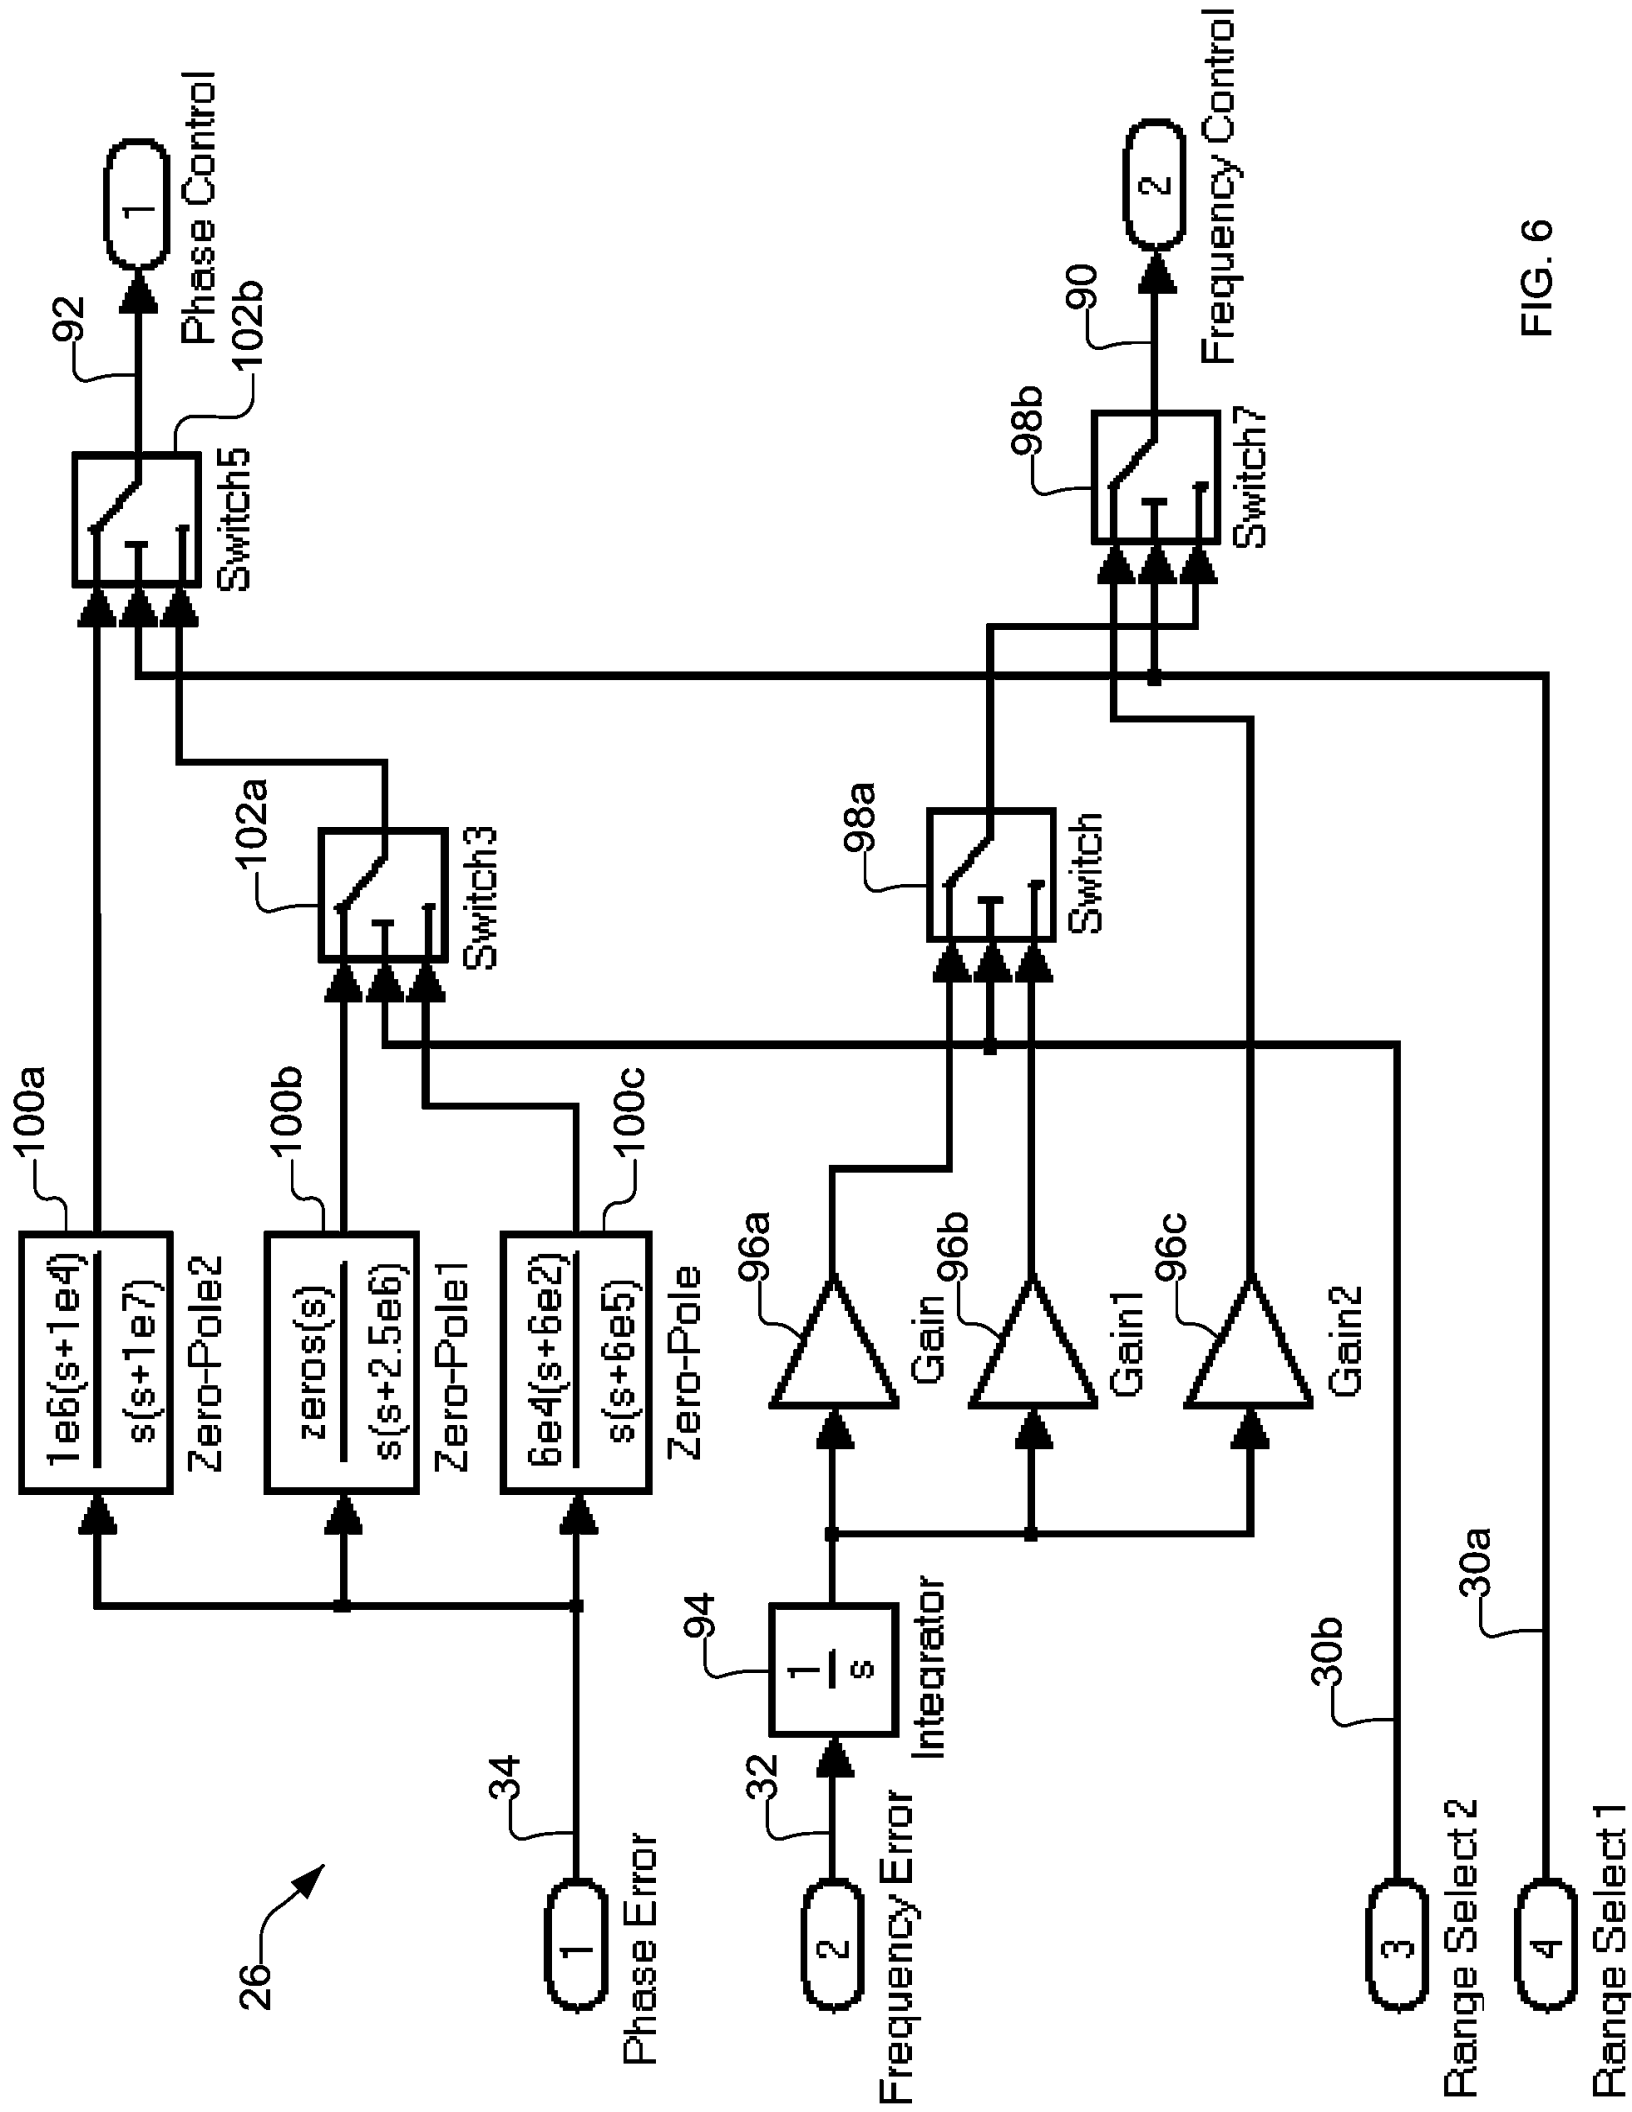 26
34
1
Phase Error
32
2
Frequency Error
3
Range Select 2
4
Range Select 1
30b
30a
94
1
s
Integrator
100a
1e6(s+1e4)
s(s+1e7)
Zero-Pole2
100b
zeros(s)
s(s+2.5e6)
Zero-Pole1
100c
6e4(s+6e2)
s(s+6e5)
Zero-Pole
96a
Gain
96b
Gain1
96c
Gain2
102a
Switch3
98a
Switch
102b
Switch5
98b
Switch7
92
1
Phase Control
90
2
Frequency Control
FIG. 6